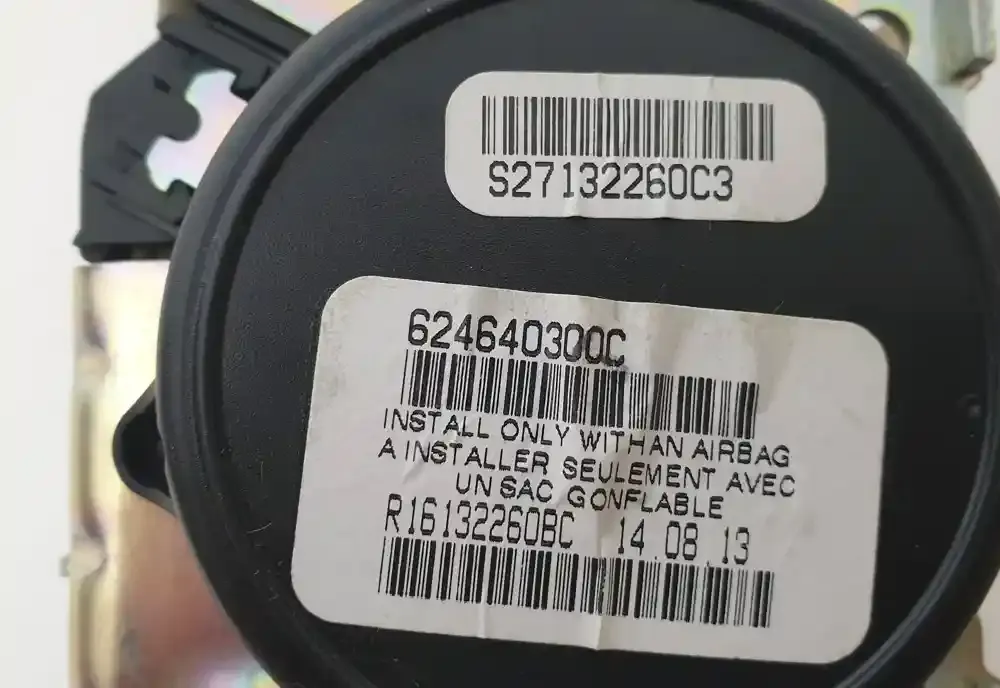 S27132260C3
624640300C
INSTALL ONLY WITHAN AIRBAG
A INSTALLER SEULEMENT AVEC
UN SAC GONFLABLE
R16132260BC 14.08.13